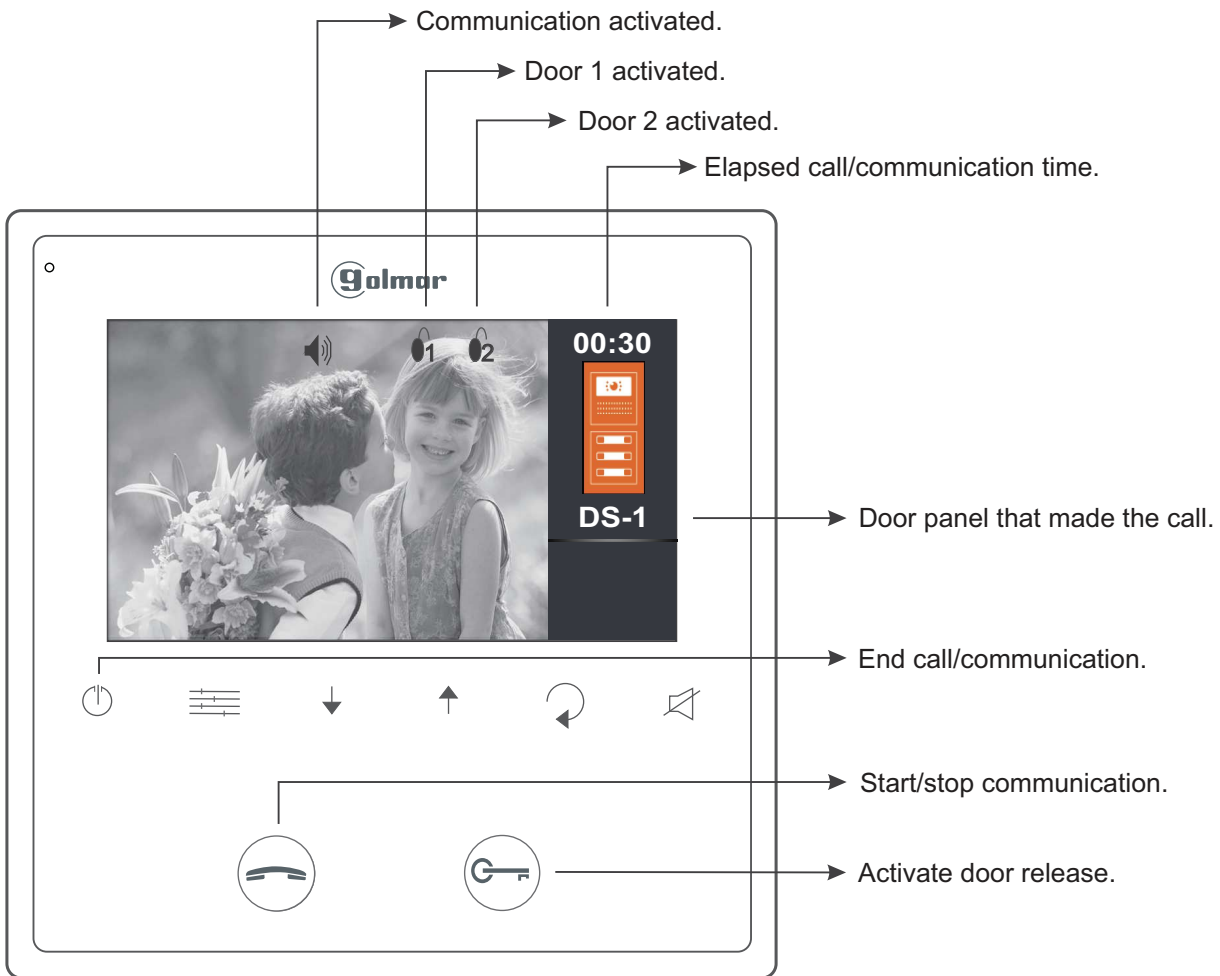 Communication activated.
Door 1 activated.
Door 2 activated.
Elapsed call/communication time.
golmar
1
2
00:30
DS-1
Door panel that made the call.
End call/communication.
Start/stop communication.
Activate door release.